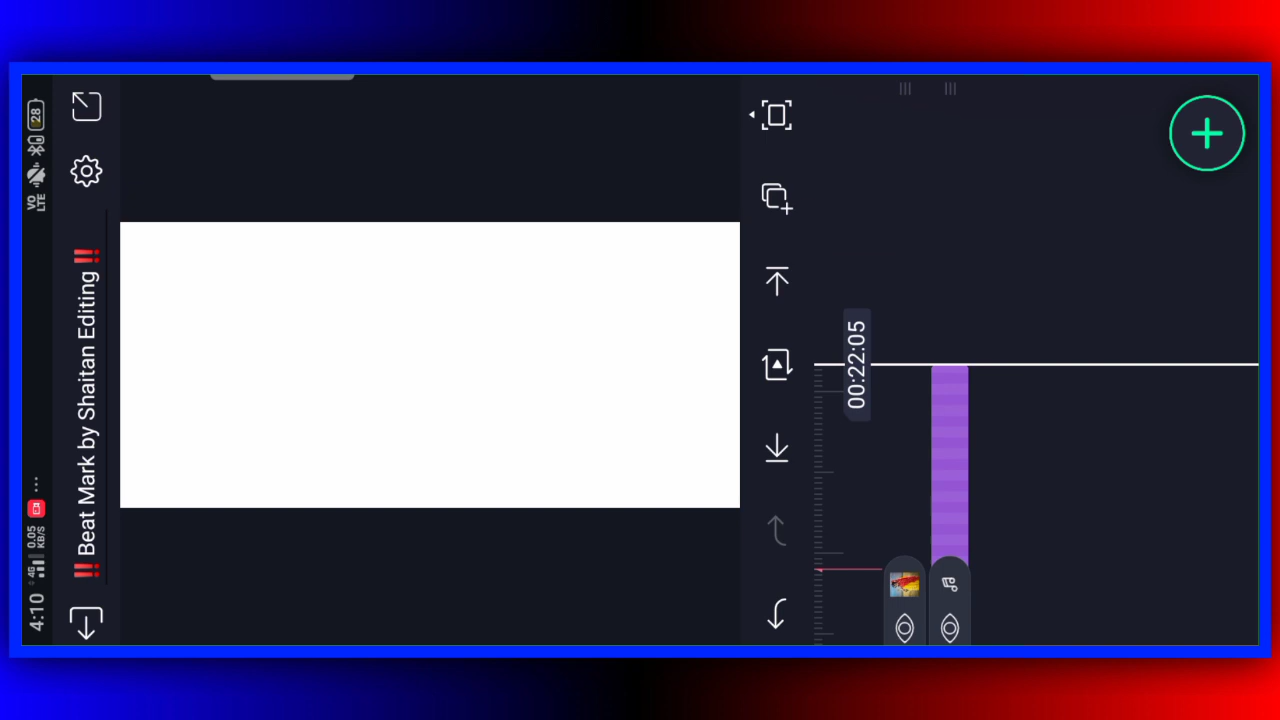 4:10
4G
0.05
KB/S
...
VO
LTE
28
‼ Beat Mark by Shaitan Editing ‼
00:22:05